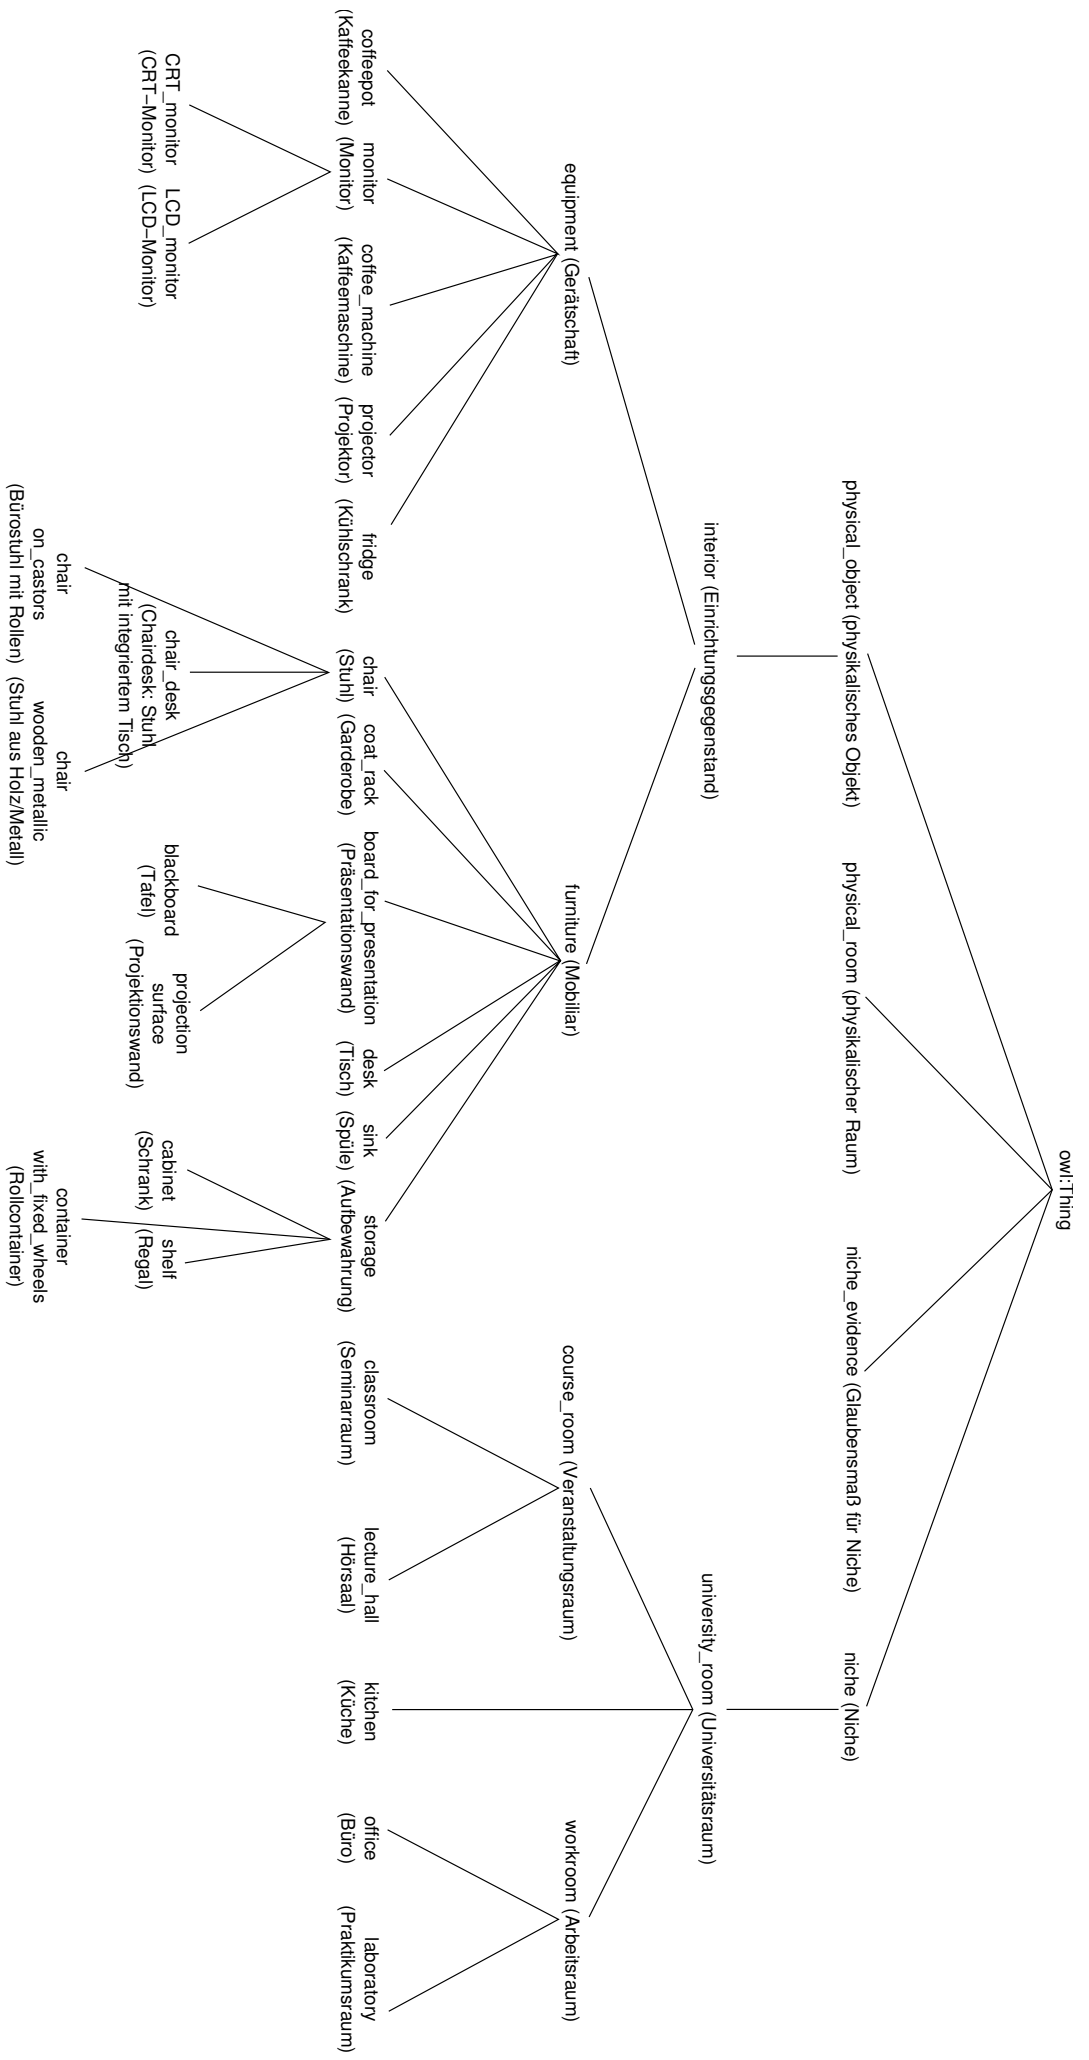 owl:Thing
physical_object (physikalisches Objekt)
physical_room (physikalischer Raum)
niche_evidence (Glaubensmaß für Niche)
niche (Niche)
interior (Einrichtungsgegenstand)
university_room (Universitätsraum)
equipment (Gerätschaft)
furniture (Mobiliar)
course_room (Veranstaltungsraum)
workroom (Arbeitsraum)
coffeepot
(Kaffeekanne)
monitor
(Monitor)
coffee_machine
(Kaffeemaschine)
projector
(Projektor)
fridge
(Kühlschrank)
chair
(Stuhl)
coat_rack
(Garderobe)
board_for_presentation
(Präsentationswand)
desk
(Tisch)
sink
(Spüle)
storage
(Aufbewahrung)
classroom
(Seminarraum)
lecture_hall
(Hörsaal)
kitchen
(Küche)
office
(Büro)
laboratory
(Praktikumsraum)
CRT_monitor
(CRT−Monitor)
LCD_monitor
(LCD−Monitor)
chair_desk
(Chairdesk: Stuhl
mit integriertem Tisch)
blackboard
(Tafel)
projection
surface
(Projektionswand)
cabinet
(Schrank)
shelf
(Regal)
chair
on_castors
(Bürostuhl mit Rollen)
chair
wooden_metallic
(Stuhl aus Holz/Metall)
container
with_fixed_wheels
(Rollcontainer)